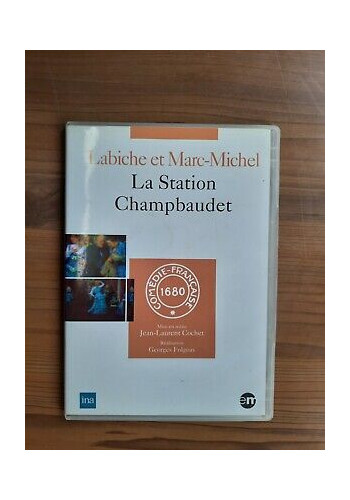 Labiche et Marc-Michel
La Station
Champbaudet
COMÉDIE-FRANÇAISE
1680
Mise en scène
Jean-Laurent Cochet
Réalisation
Georges Folgoas
ina
em